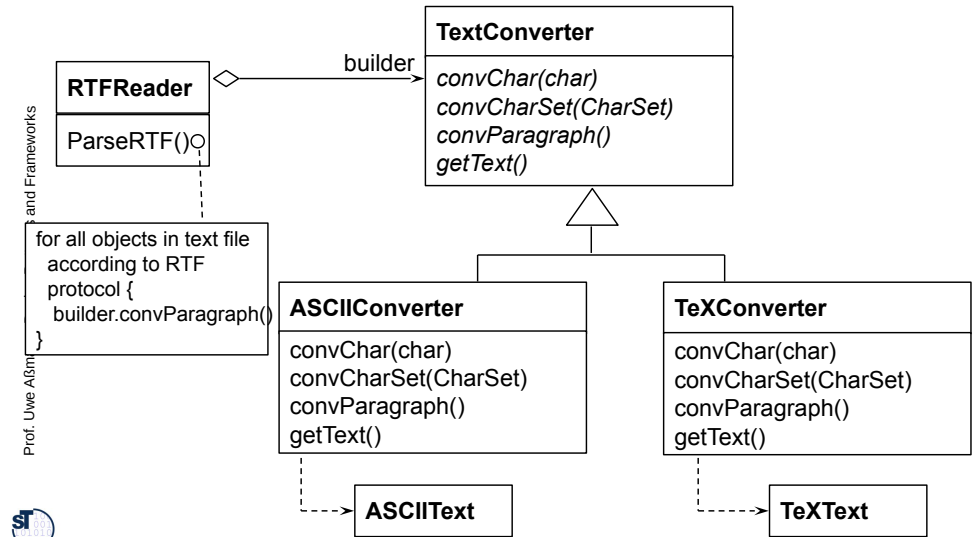 TextConverter
convChar(char)
convCharSet(CharSet)
convParagraph()
getText()
builder
RTFReader
ParseRTF()
for all objects in text file
according to RTF
protocol {
builder.convParagraph()
}
ASCIIConverter
convChar(char)
convCharSet(CharSet)
convParagraph()
getText()
TeXConverter
convChar(char)
convCharSet(CharSet)
convParagraph()
getText()
ASCIIText
TeXText
Prof. Uwe Aßm
and Frameworks
ST